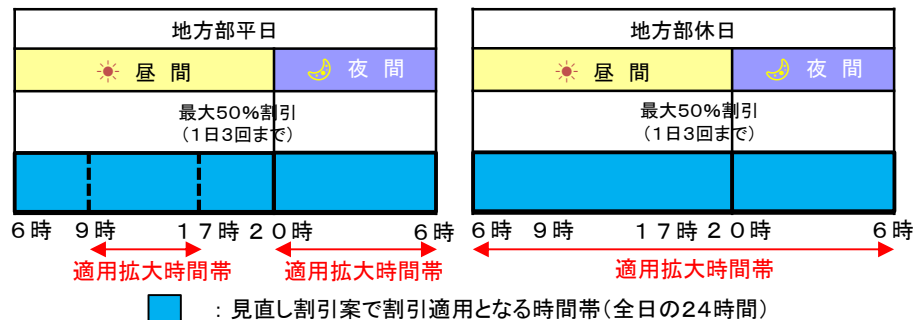 地方部平日
昼 間
夜 間
最大50%割引
(1日3回まで)
6時 9時 17時 20時 6時
適用拡大時間帯 適用拡大時間帯
地方部休日
昼 間
夜 間
最大50%割引
(1日3回まで)
6時 9時 17時 20時 6時
適用拡大時間帯
:見直し割引案で割引適用となる時間帯(全日の24時間)